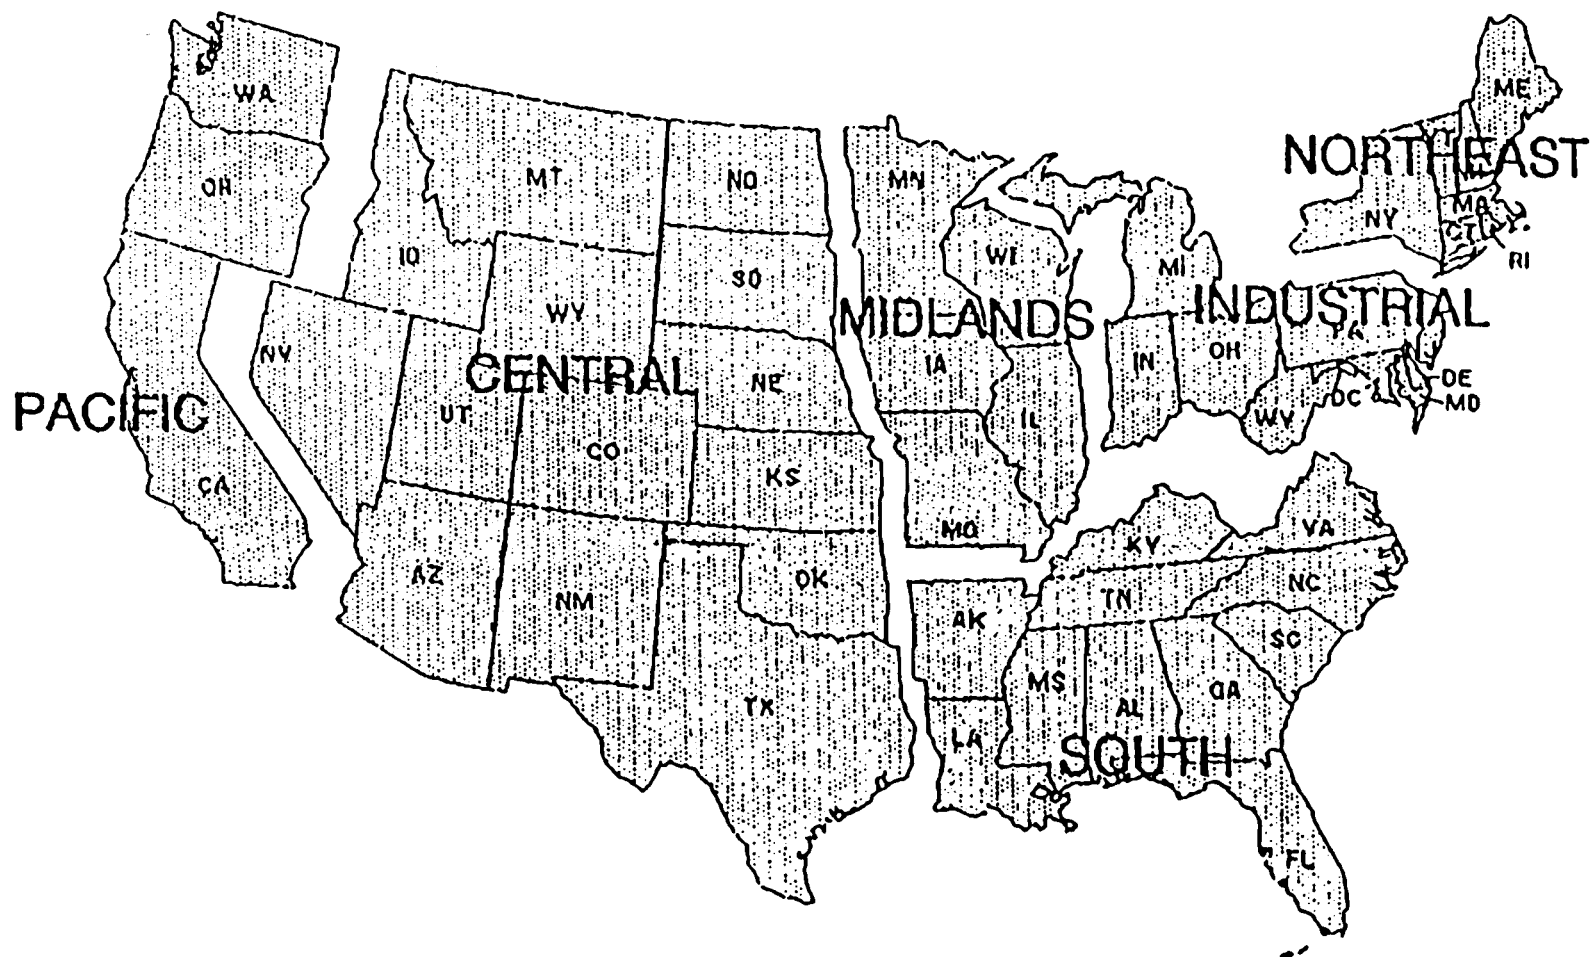 WA
OR
CA
PACIFIC
ID
MT
WY
NV
UT
CO
AZ
NM
ND
SD
NE
KS
OK
TX
CENTRAL
MN
WI
IA
IL
MO
MIDLANDS
MI
IN
OH
PA
WV
DC
DE
MD
INDUSTRIAL
ME
NY
MA
CT
RI
NORTHEAST
KY
VA
TN
NC
SC
AK
MS
AL
GA
LA
FL
SOUTH